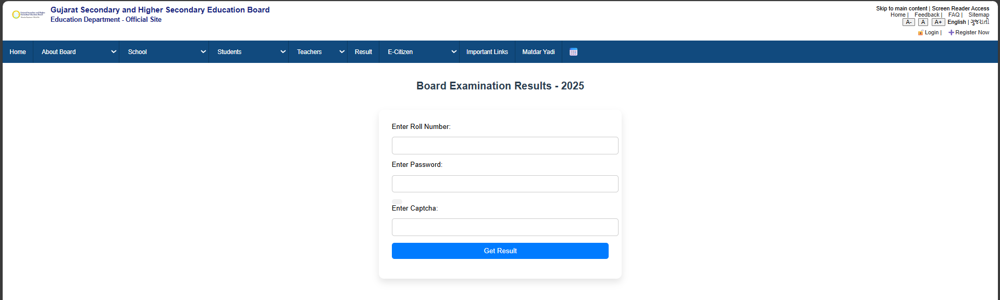 Gujarat Secondary and Higher Secondary Education Board
Education Department - Official Site
Skip to main content | Screen Reader Access
Home | Feedback | FAQ | Sitemap
A- A A+ English | ગુજરાતી
Login | Register Now
Home About Board School Students Teachers Result E-Citizen Important Links Matdar Yadi
Board Examination Results - 2025
Enter Roll Number:
Enter Password:
Enter Captcha:
Get Result